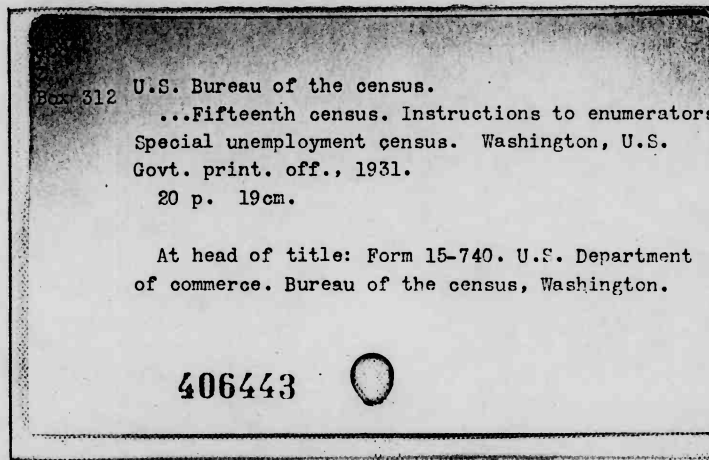 Box 312 U.S. Bureau of the census.
...Fifteenth census. Instructions to enumerators
Special unemployment census. Washington, U.S.
Govt. print. off., 1931.
20 p. 19cm.
At head of title: Form 15-740. U.S. Department
of commerce. Bureau of the census, Washington.
406443